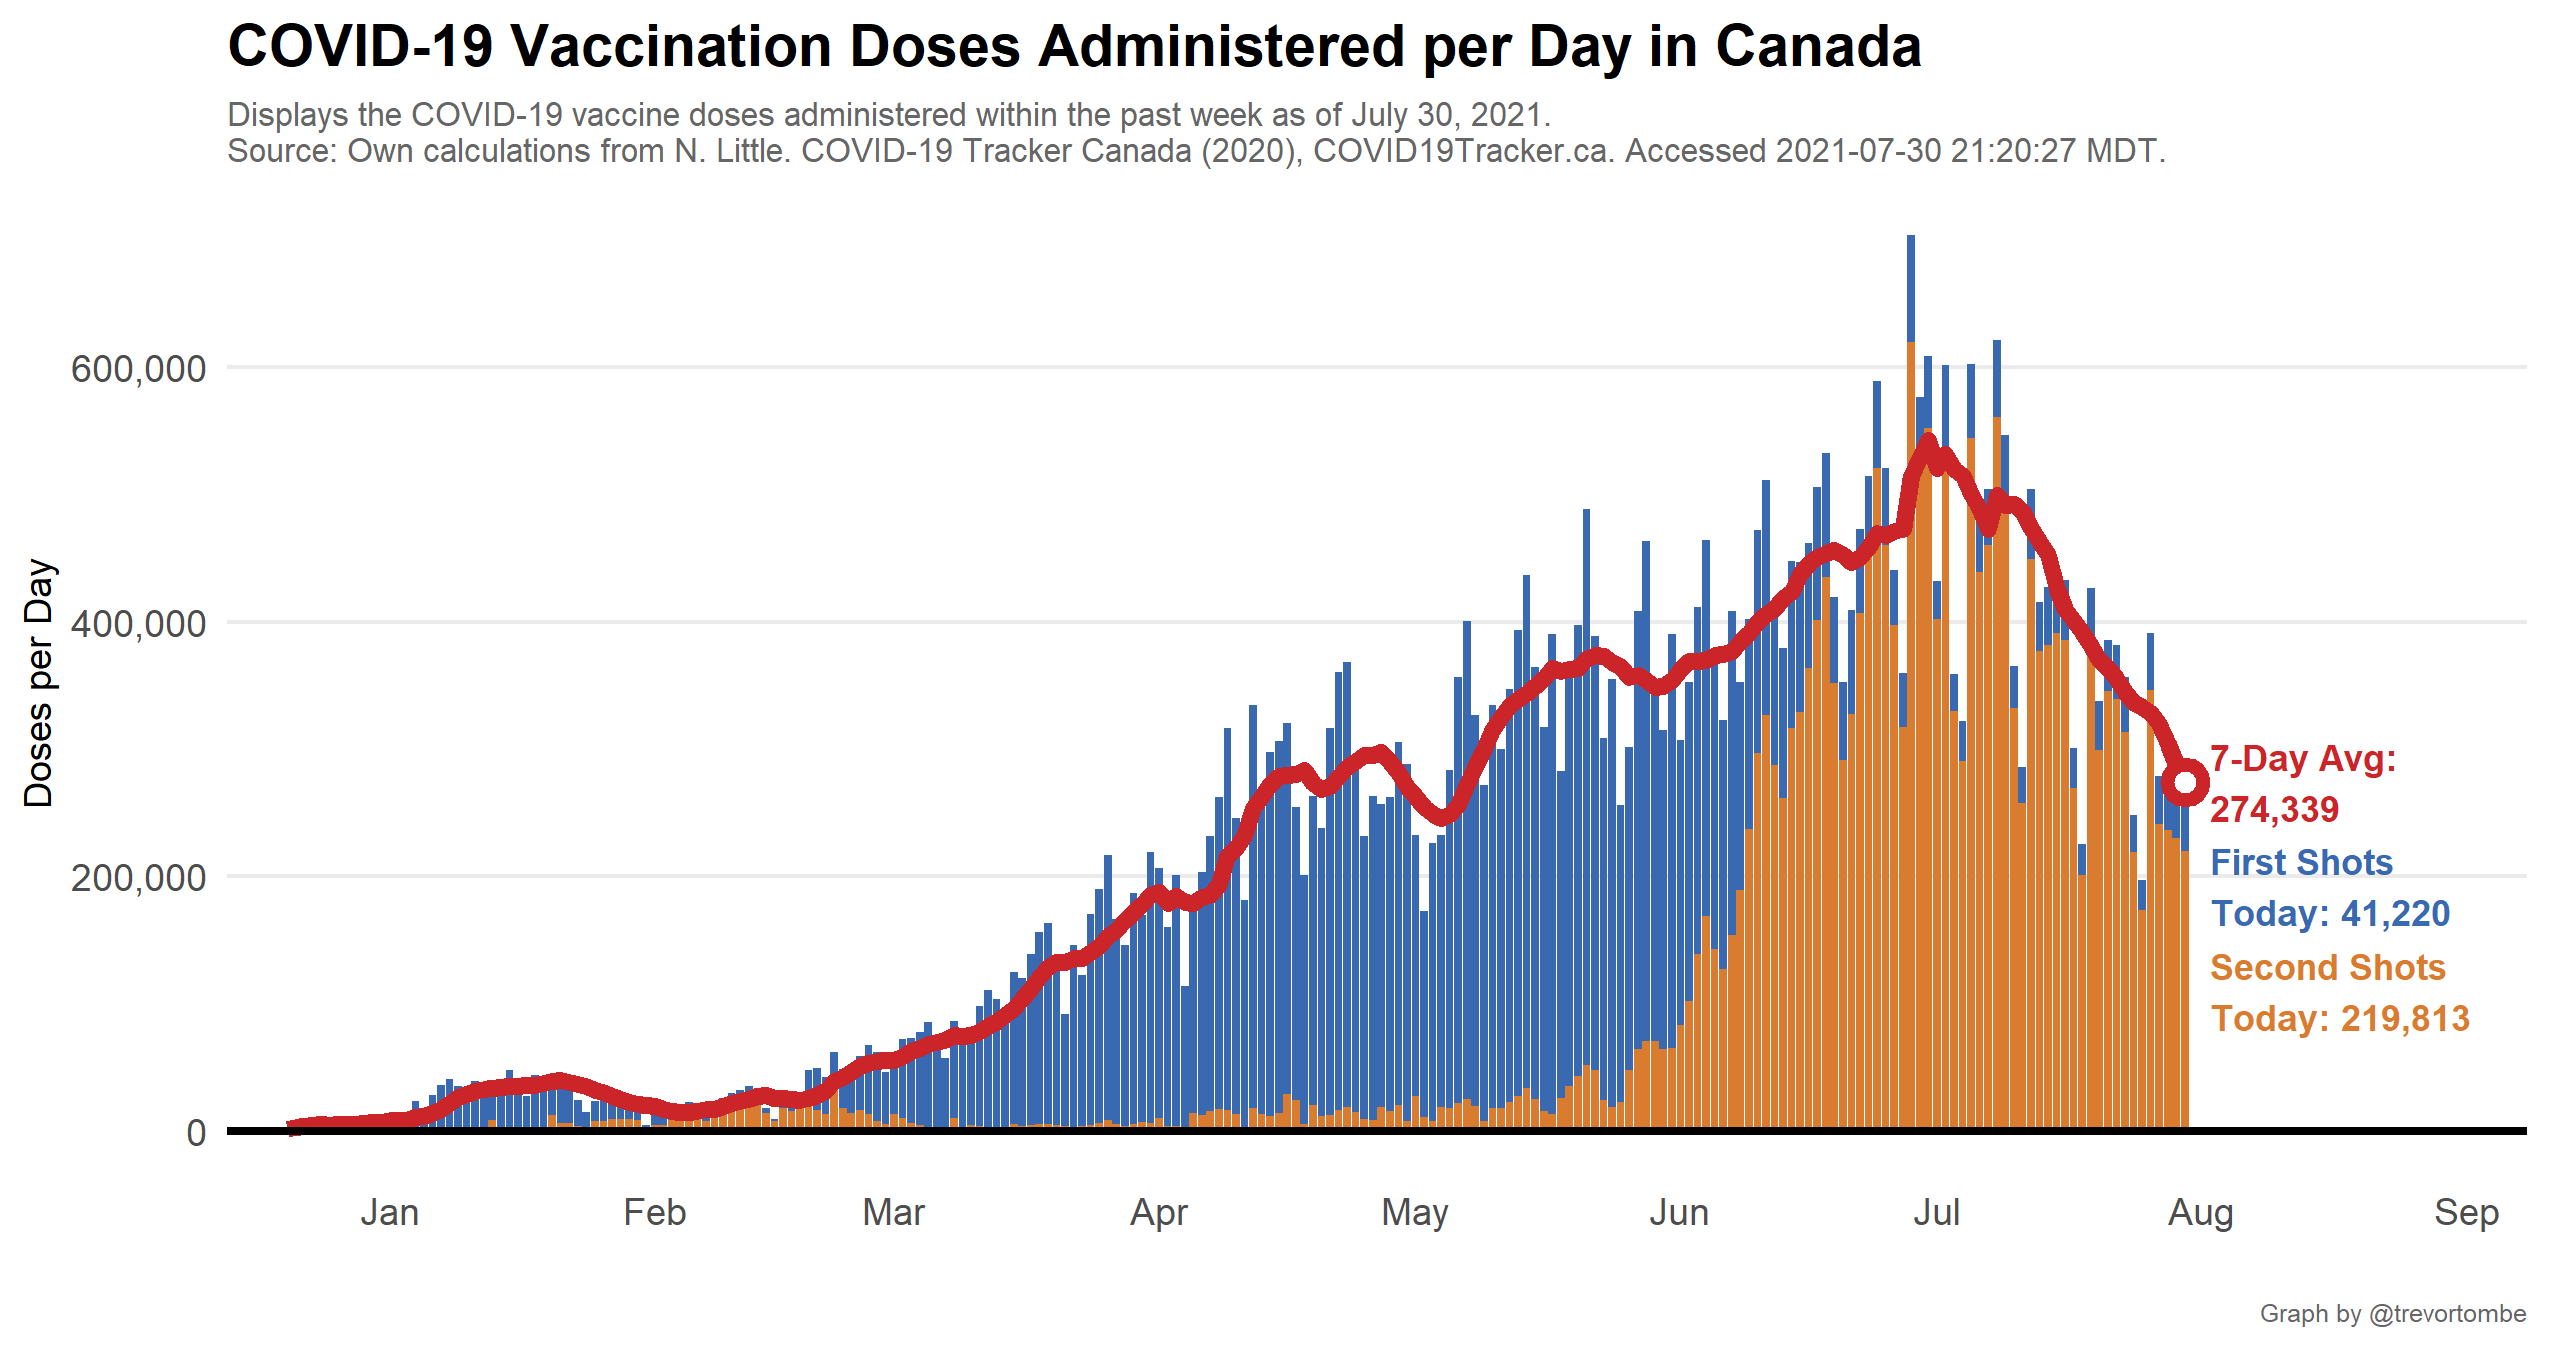 COVID-19 Vaccination Doses Administered per Day in Canada
Displays the COVID-19 vaccine doses administered within the past week as of July 30, 2021.
Source: Own calculations from N. Little. COVID-19 Tracker Canada (2020), COVID19Tracker.ca. Accessed 2021-07-30 21:20:27 MDT.
Doses per Day
600,000
400,000
200,000
0
7-Day Avg:
274,339
First Shots
Today: 41,220
Second Shots
Today: 219,813
Jan Feb Mar Apr May Jun Jul Aug Sep
Graph by @trevortombe